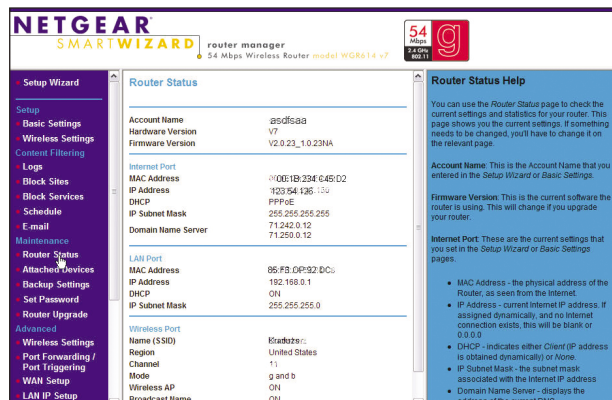 NETGEAR
SMARTWIZARD router manager
54 Mbps Wireless Router model WGR614 v7
54
Mbps
2.4 GHz
802.11
g
Setup Wizard
Setup
Basic Settings
Wireless Settings
Content Filtering
Logs
Block Sites
Block Services
Schedule
E-mail
Maintenance
Router Status
Attached Devices
Backup Settings
Set Password
Router Upgrade
Advanced
Wireless Settings
Port Forwarding /
Port Triggering
WAN Setup
LAN IP Setup
Router Status
Account Name asdfsaa
Hardware Version V7
Firmware Version V2.0.23_1.0.23NA
Internet Port
MAC Address
IP Address
DHCP PPPoE
IP Subnet Mask 255.255.255.255
Domain Name Server 71.242.0.12
71.250.0.12
LAN Port
MAC Address
IP Address 192.168.0.1
DHCP ON
IP Subnet Mask 255.255.255.0
Wireless Port
Name (SSID)
Region United States
Channel 11
Mode g and b
Wireless AP ON
Broadcast Name ON
Router Status Help
You can use the Router Status page to check the
current settings and statistics for your router. This
page shows you the current settings. If something
needs to be changed, you'll have to change it on
the relevant page.
Account Name: This is the Account Name that you
entered in the Setup Wizard or Basic Settings.
Firmware Version: This is the current software the
router is using. This will change if you upgrade
your router.
Internet Port: These are the current settings that
you set in the Setup Wizard or Basic Settings
pages.
MAC Address - the physical address of the
Router, as seen from the Internet.
IP Address - current Internet IP address. If
assigned dynamically, and no Internet
connection exists, this will be blank or
0.0.0.0
DHCP - indicates either Client (IP address
is obtained dynamically) or None.
IP Subnet Mask - the subnet mask
associated with the Internet IP address
Domain Name Server - displays the
address of the current DNS